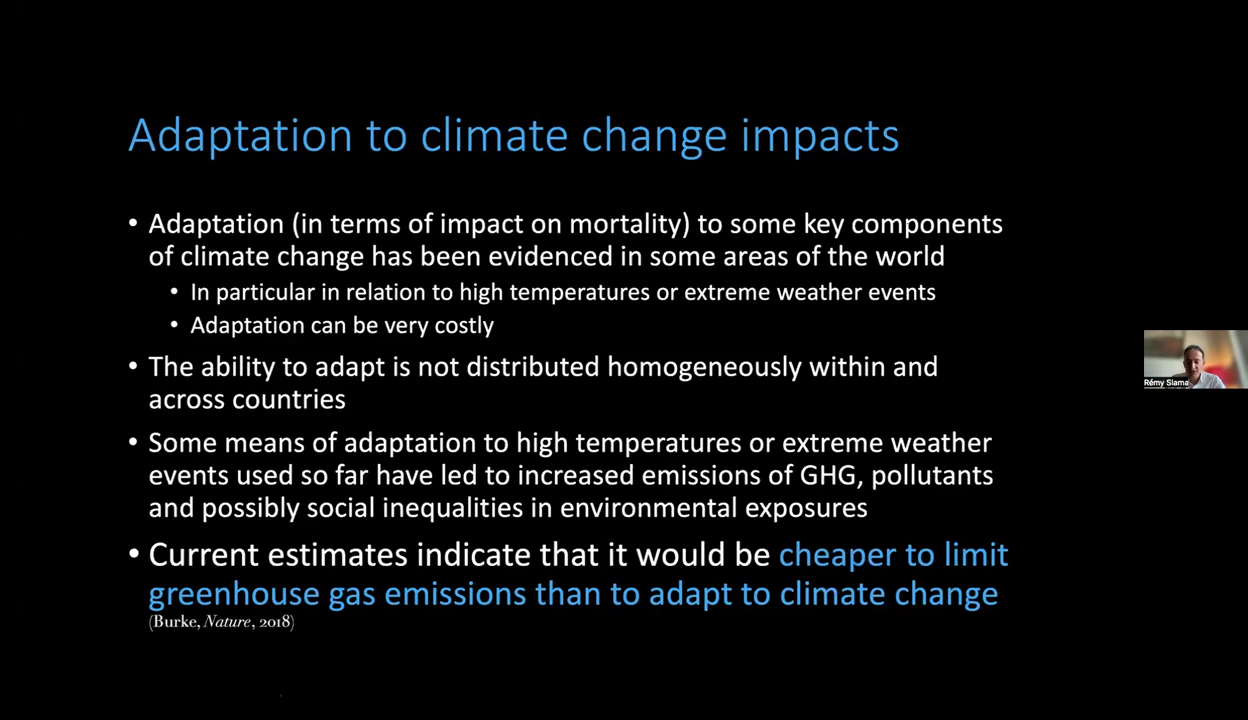 Adaptation to climate change impacts
• Adaptation (in terms of impact on mortality) to some key components
of climate change has been evidenced in some areas of the world
• In particular in relation to high temperatures or extreme weather events
• Adaptation can be very costly
• The ability to adapt is not distributed homogeneously within and
across countries
• Some means of adaptation to high temperatures or extreme weather
events used so far have led to increased emissions of GHG, pollutants
and possibly social inequalities in environmental exposures
• Current estimates indicate that it would be cheaper to limit
greenhouse gas emissions than to adapt to climate change
(Burke, Nature, 2018)
Rémy Slama